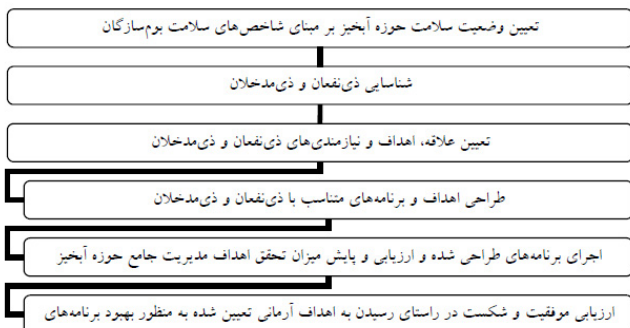 تعیین وضعیت سلامت حوزه آبخیز بر مبنای شاخص‌های سلامت بوم‌سازگان
شناسایی ذی‌نفعان و ذی‌مدخلان
تعیین علاقه، اهداف و نیازمندی‌های ذی‌نفعان و ذی‌مدخلان
طراحی اهداف و برنامه‌های متناسب با ذی‌نفعان و ذی‌مدخلان
اجرای برنامه‌های طراحی شده و ارزیابی و پایش میزان تحقق اهداف مدیریت جامع حوزه آبخیز
ارزیابی موفقیت و شکست در راستای رسیدن به اهداف آرمانی تعیین شده به منظور بهبود برنامه‌های